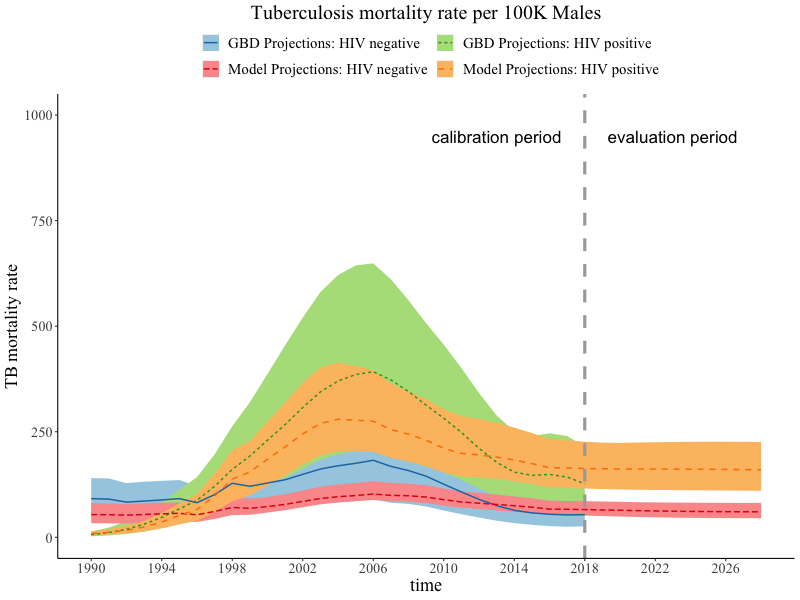 Tuberculosis mortality rate per 100K Males
GBD Projections: HIV negative GBD Projections: HIV positive
Model Projections: HIV negative Model Projections: HIV positive
calibration period evaluation period
TB mortality rate
1000
750
500
250
0
1990 1994 1998 2002 2006 2010 2014 2018 2022 2026
time